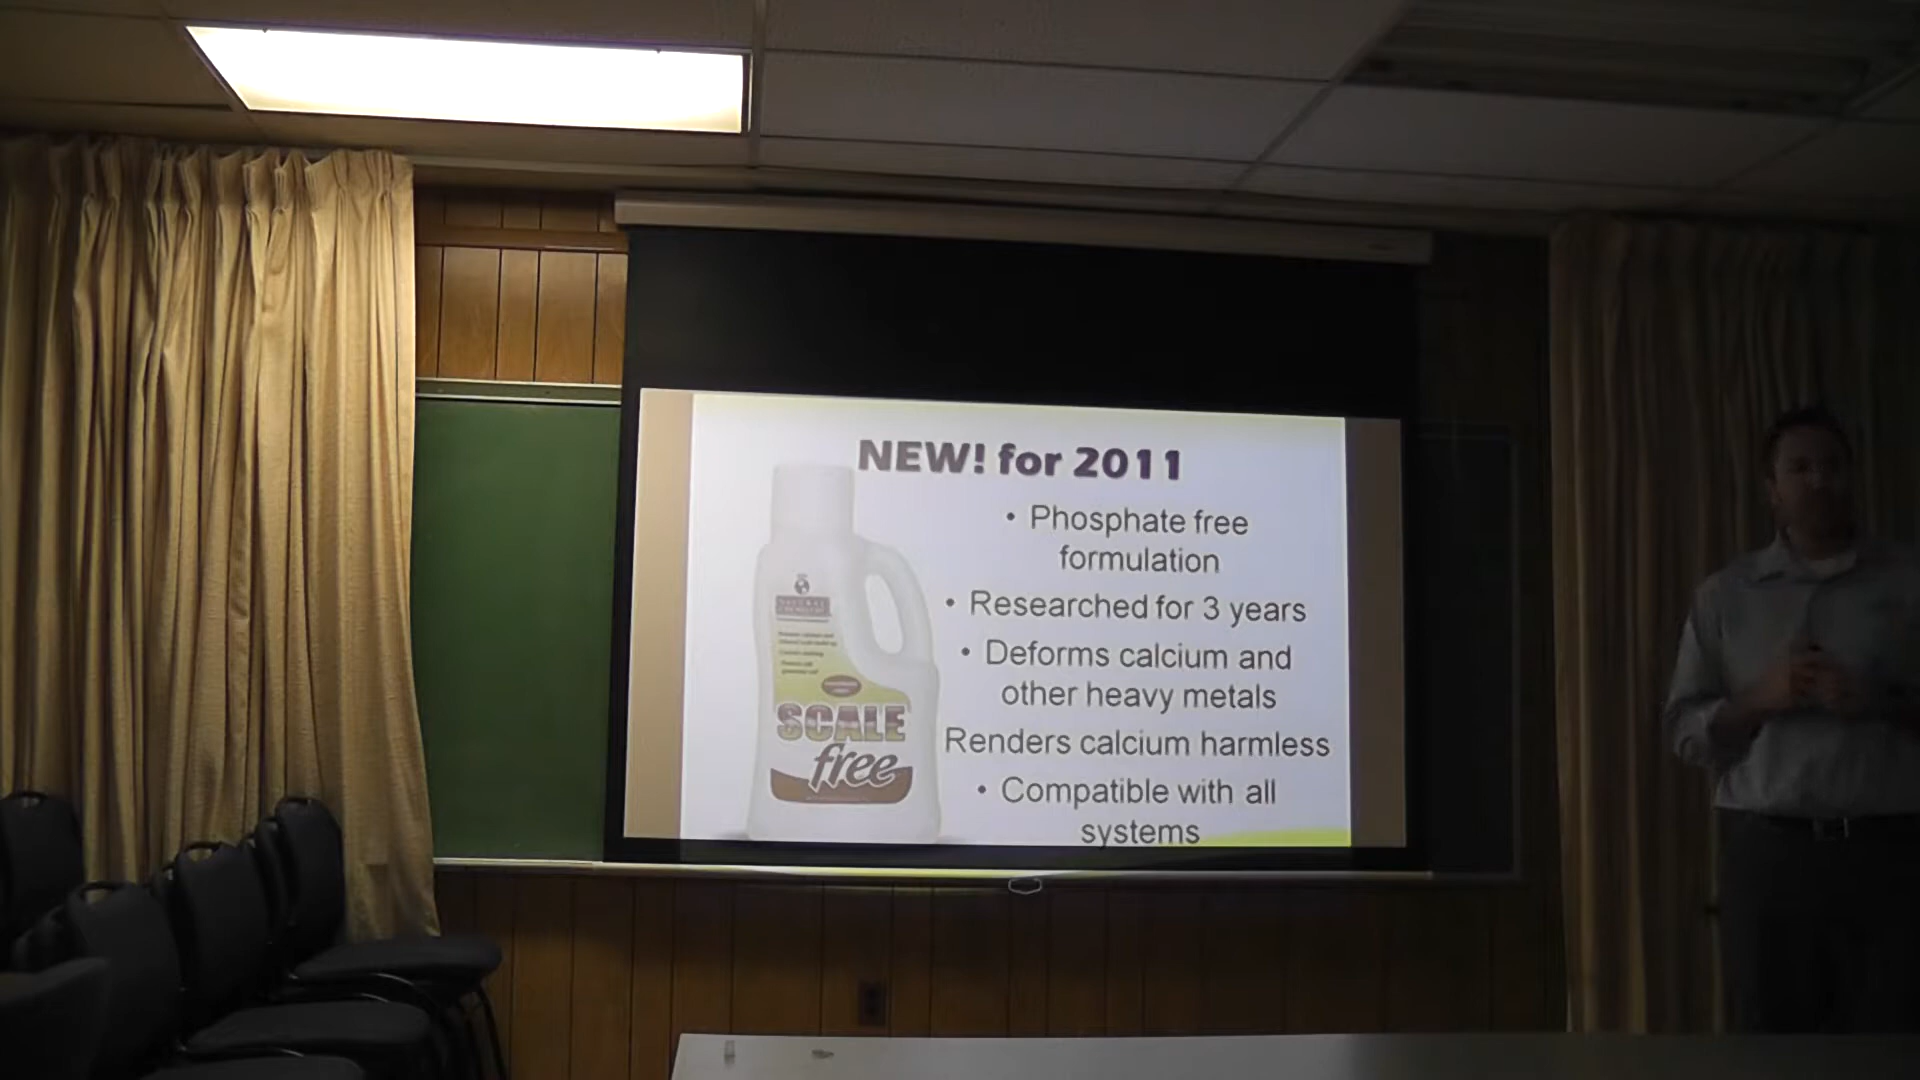 NEW! for 2011
• Phosphate free
formulation
• Researched for 3 years
• Deforms calcium and
other heavy metals
Renders calcium harmless
• Compatible with all
systems
SCALE
free